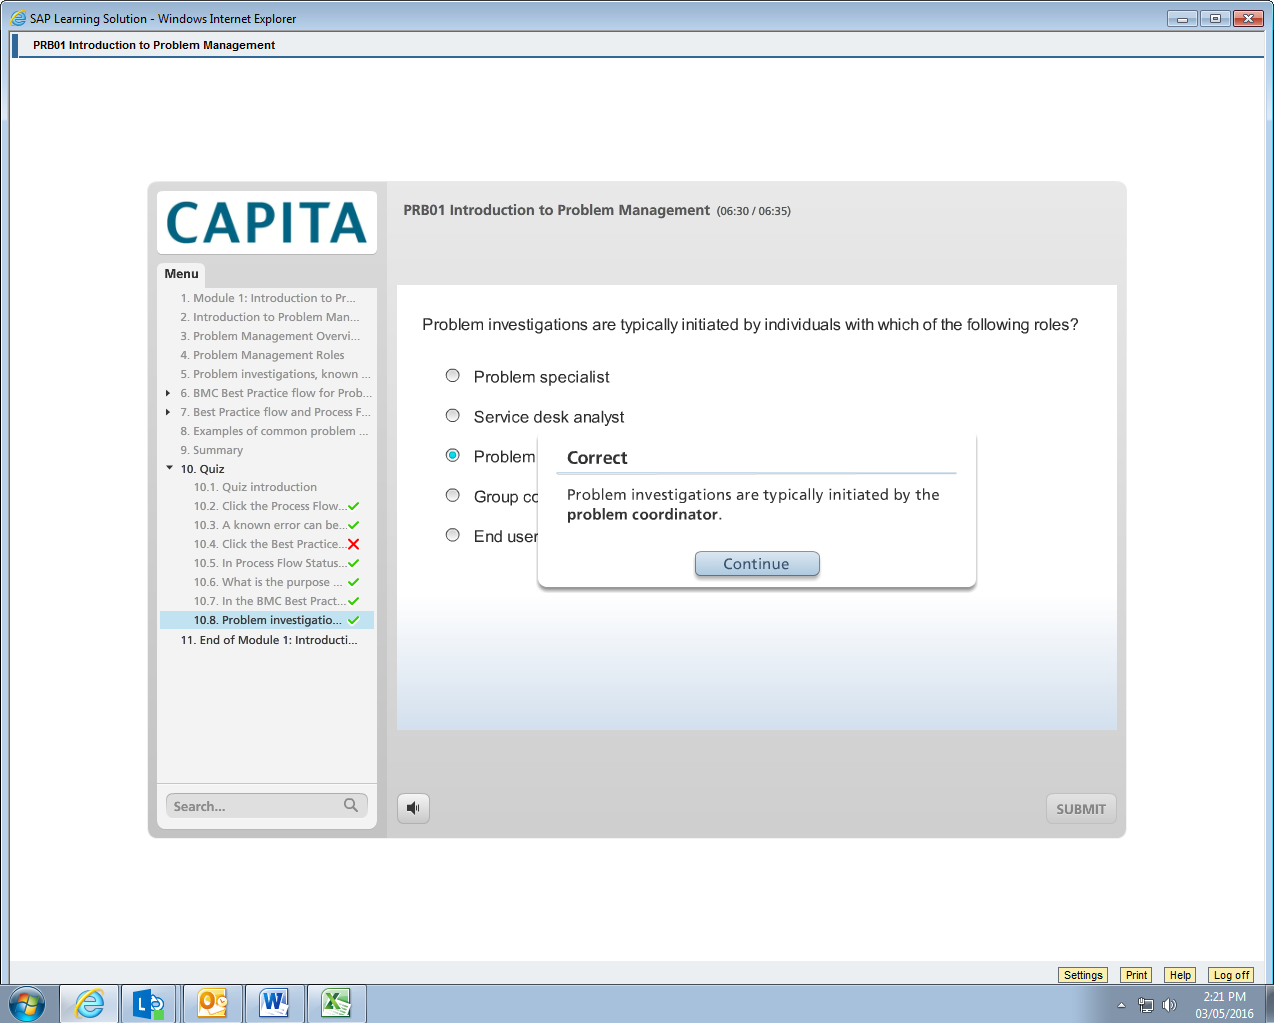 SAP Learning Solution - Windows Internet Explorer
PRB01 Introduction to Problem Management
CAPITA
PRB01 Introduction to Problem Management (06:30 / 06:35)
Menu
1. Module 1: Introduction to Pr...
2. Introduction to Problem Man...
3. Problem Management Overvi...
4. Problem Management Roles
5. Problem investigations, known ...
6. BMC Best Practice flow for Prob...
7. Best Practice flow and Process F...
8. Examples of common problem ...
9. Summary
10. Quiz
10.1. Quiz introduction
10.2. Click the Process Flow...
10.3. A known error can be...
10.4. Click the Best Practice...
10.5. In Process Flow Status...
10.6. What is the purpose ...
10.7. In the BMC Best Pract...
10.8. Problem investigatio...
11. End of Module 1: Introducti...
Search...
Problem investigations are typically initiated by individuals with which of the following roles?
Problem specialist
Service desk analyst
Problem
Group co
End user
Correct
Problem investigations are typically initiated by the
problem coordinator.
Continue
SUBMIT
Settings
Print
Help
Log off
2:21 PM
03/05/2016